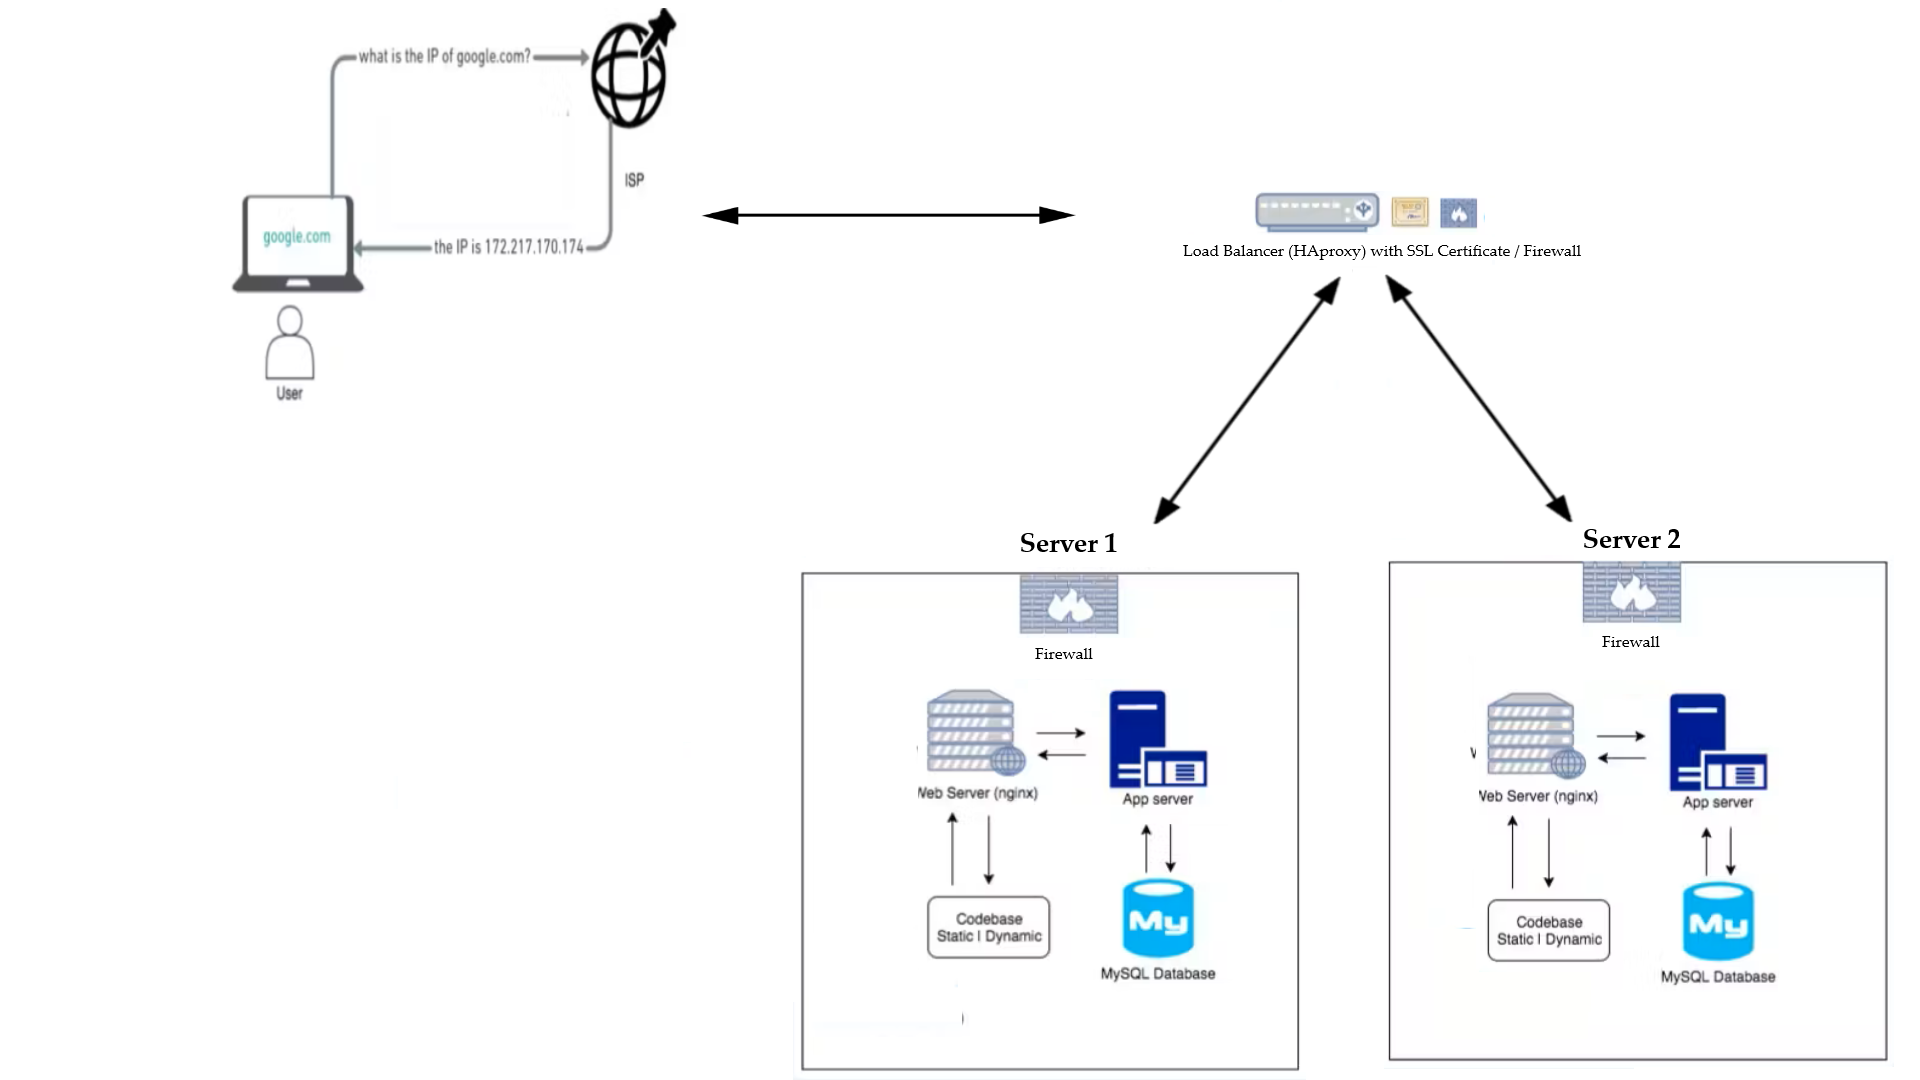 what is the IP of google.com?
ISP
google.com
the IP is 172.217.170.174
User
Load Balancer (HAproxy) with SSL Certificate / Firewall
Server 1
Firewall
Web Server (nginx)
App server
Codebase
Static | Dynamic
My
MySQL Database
Server 2
Firewall
Web Server (nginx)
App server
Codebase
Static | Dynamic
My
MySQL Database